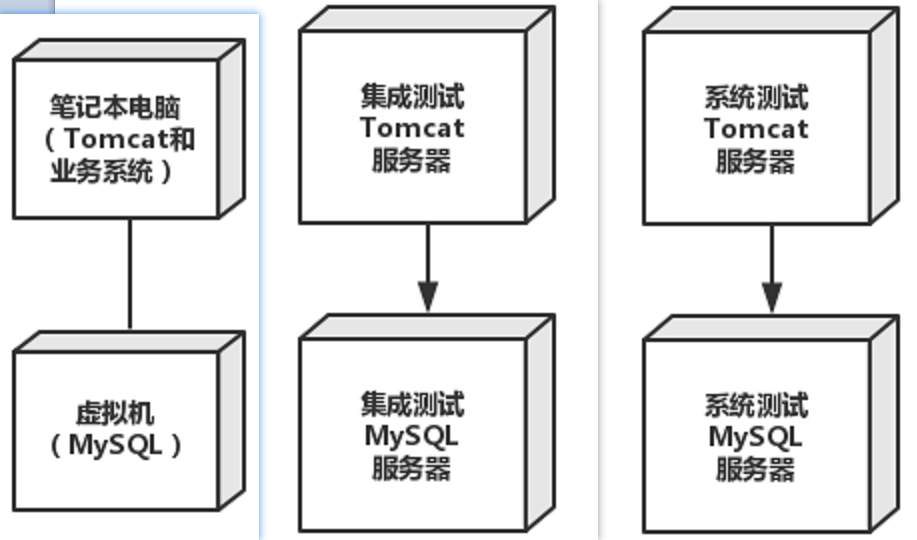 笔记本电脑
（Tomcat和
业务系统）
虚拟机
（MySQL）
集成测试
Tomcat
服务器
集成测试
MySQL
服务器
系统测试
Tomcat
服务器
系统测试
MySQL
服务器